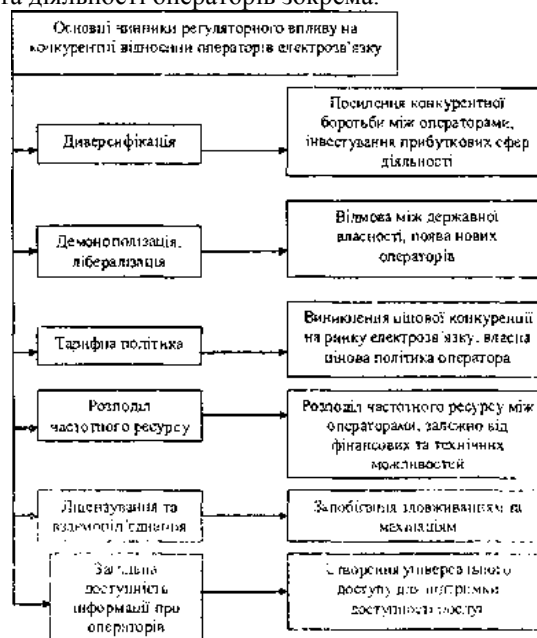 та діяльності операторів зокрема.
Основні чинники регуляторного впливу на
конкурентні відносини операторів електрозв'язку
Диверсифікація
Посилення конкурентної
боротьби між операторами,
інвестування прибуткових сфер
діяльності
Демонополізація,
лібералізація
Відмова між державної
власності, поява нових
операторів
Тарифна політика
Виникнення цінової конкуренції
на ринку електрозв'язку, власна
цінова політика оператора
Розподіл
частотного ресурсу
Розподіл частотного ресурсу між
операторами, залежно від
фінансових та технічних
можливостей
Ліцензування та
взаємопід'єднання
Запобігання зловживанням та
махінаціям
Загальна
доступність
інформації про
операторів
Створення універсального
доступу для підтримки
доступності послуг